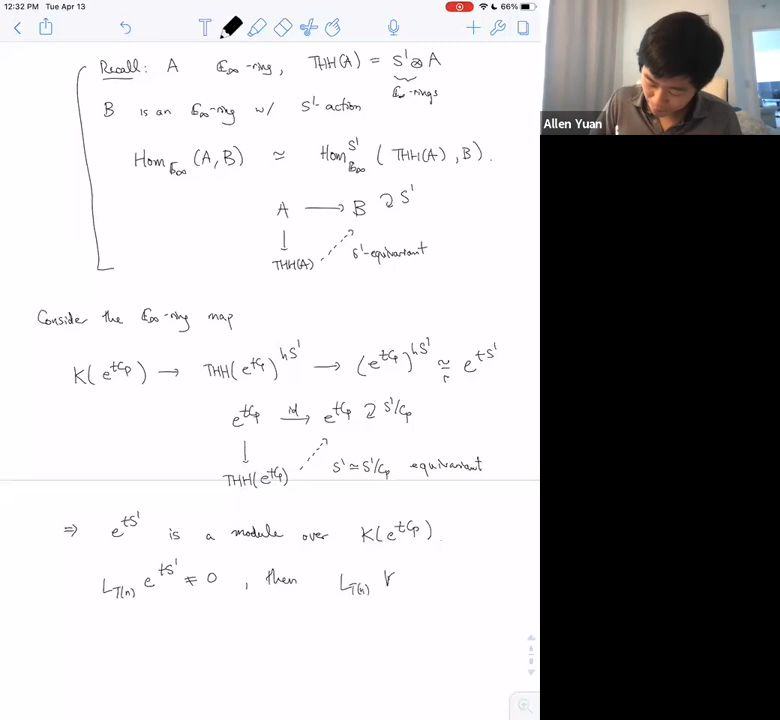 12:32 PM Tue Apr 13
66%
Recall: A 𝔼∞-ring, THH(A) = S¹ ⊗ A
𝔼∞-rings
B is an 𝔼∞-ring w/ S¹-action
Hom_{𝔼∞}(A, B) ≃ Hom^{S¹}_{𝔼∞}(THH(A), B).
A → B ↻ S¹
↓
THH(A) S¹-equivariant
Consider the 𝔼∞-ring map
K(e^{tCp}) → THH(e^{tCp})^{hS¹} → (e^{tCp})^{hS¹} ≃ e^{tS¹}
e^{tCp} →^{id} e^{tCp} ↻ S¹/Cp
↓
THH(e^{tCp}) S¹ ≃ S¹/Cp equivariant
⇒ e^{tS¹} is a module over K(e^{tCp}).
L_{T(n)} e^{tS¹} ≠ 0, then L_{T(n)}
Allen Yuan